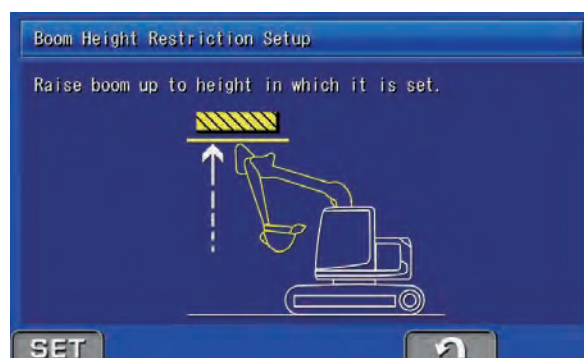 Boom Height Restriction Setup
Raise boom up to height in which it is set.
SET